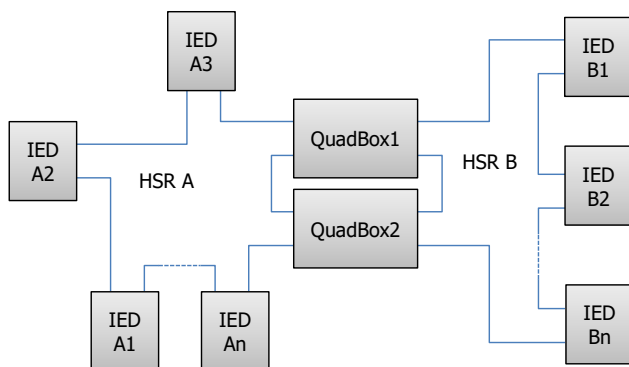 IED
A3
IED
B1
QuadBox1
IED
A2
HSR A
HSR B
IED
B2
QuadBox2
IED
A1
IED
An
IED
Bn